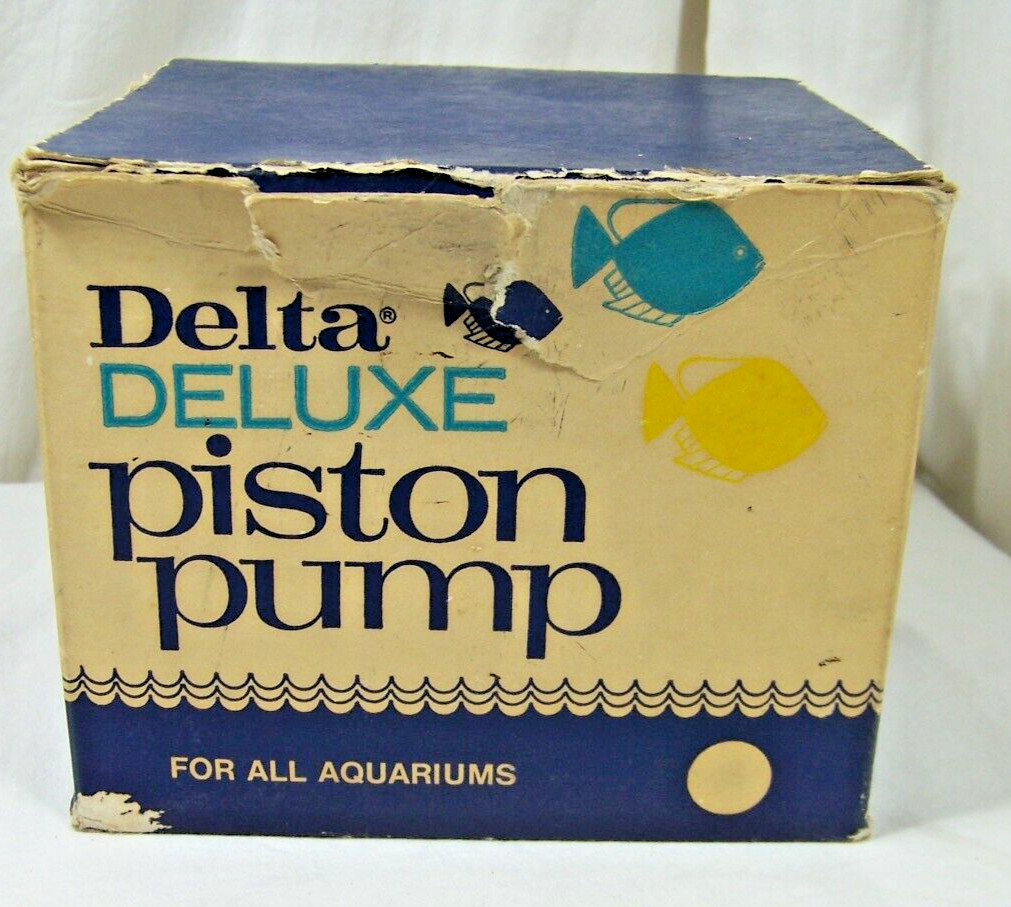 Delta®
DELUXE
piston
pump
FOR ALL AQUARIUMS